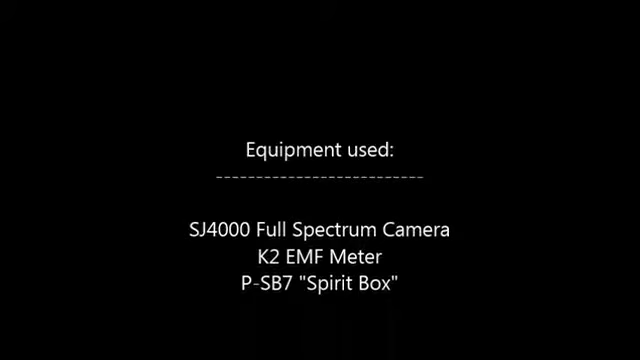 Equipment used:
--------------------------
SJ4000 Full Spectrum Camera
K2 EMF Meter
P-SB7 "Spirit Box"